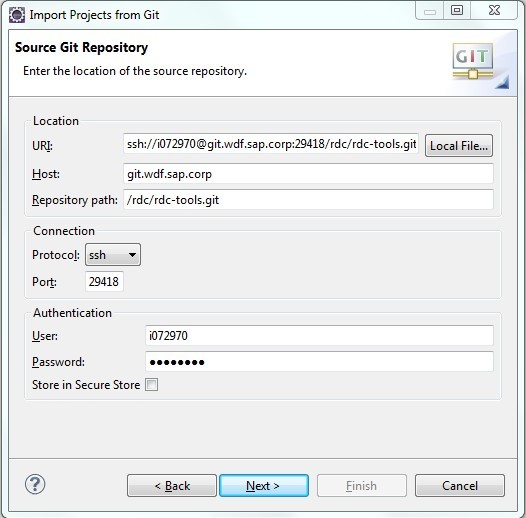 Import Projects from Git
Source Git Repository
Enter the location of the source repository.
GIT
Location
URI: ssh://i072970@git.wdf.sap.corp:29418/rdc/rdc-tools.git Local File...
Host: git.wdf.sap.corp
Repository path: /rdc/rdc-tools.git
Connection
Protocol: ssh
Port: 29418
Authentication
User: i072970
Password: ●●●●●●●●
Store in Secure Store
? < Back Next > Finish Cancel